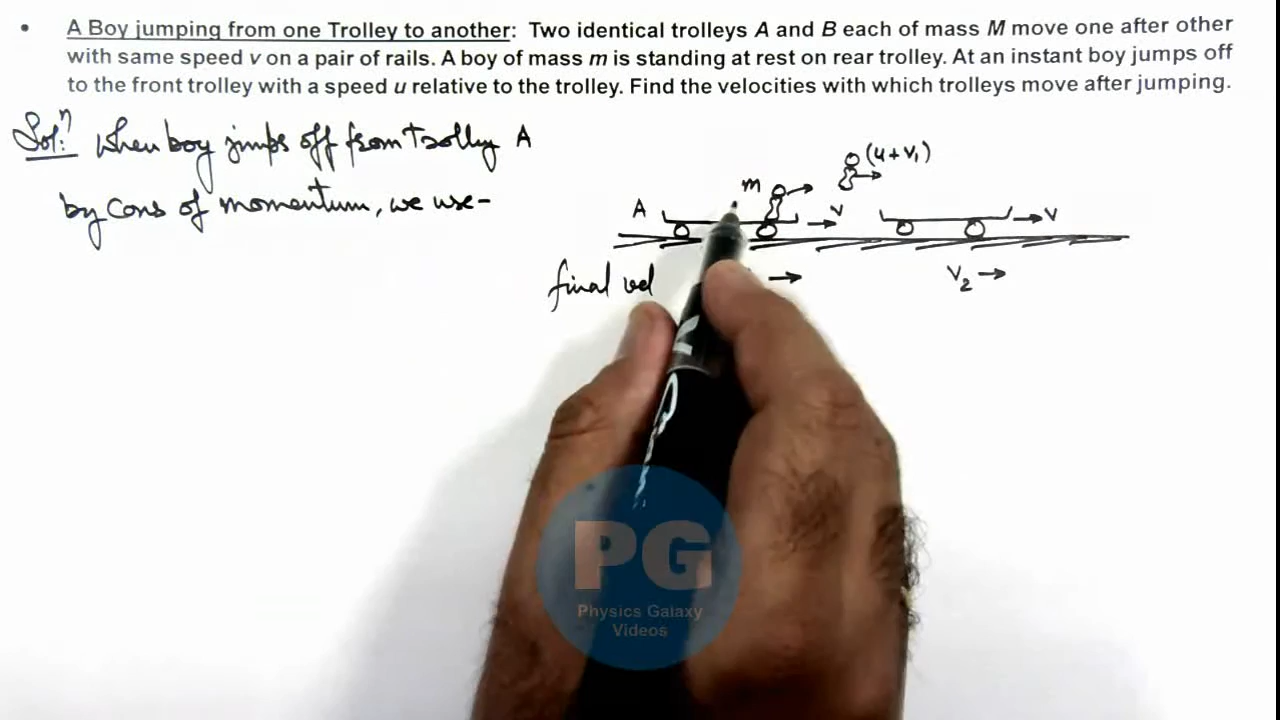 • A Boy jumping from one Trolley to another: Two identical trolleys A and B each of mass M move one after other
with same speed v on a pair of rails. A boy of mass m is standing at rest on rear trolley. At an instant boy jumps off
to the front trolley with a speed u relative to the trolley. Find the velocities with which trolleys move after jumping.
Solⁿ: When boy jumps off from trolly A
by cons of momentum, we use-
(u+v₁)
m
A
v
v
final vel
v₂
PG
Physics Galaxy
Videos